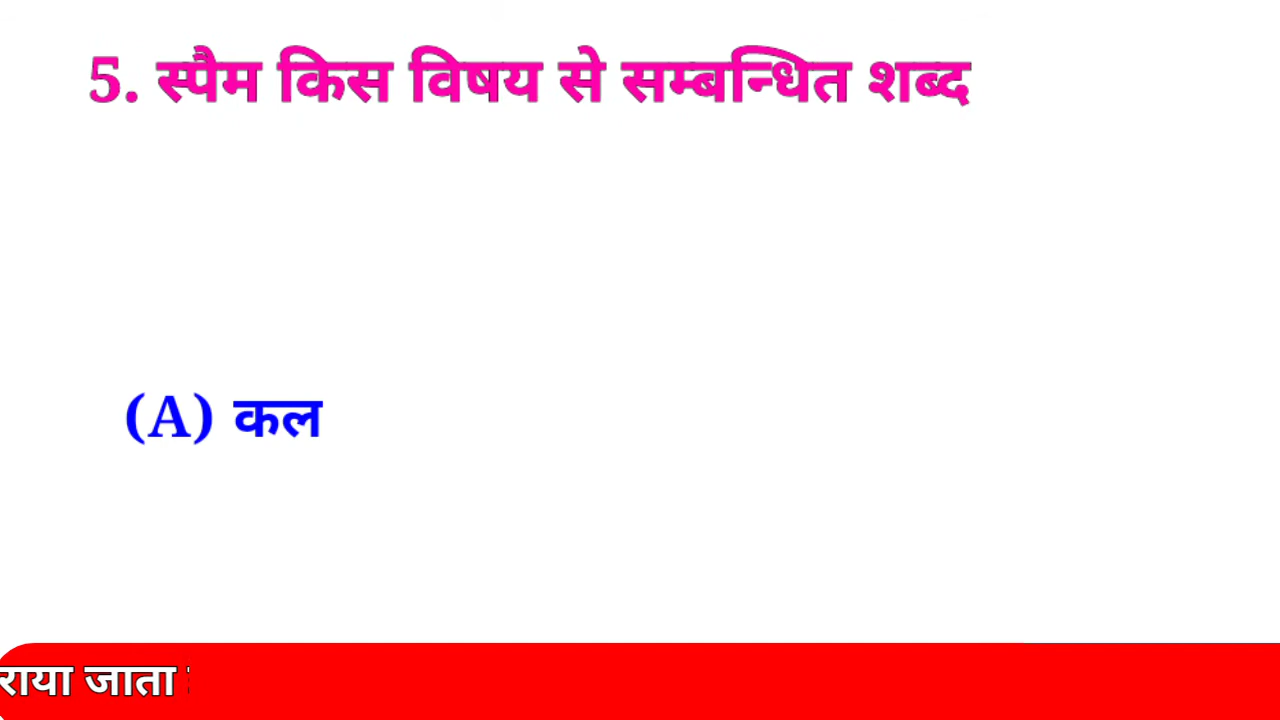 5. स्पैम किस विषय से सम्बन्धित शब्द
(A) कल
राया जाता